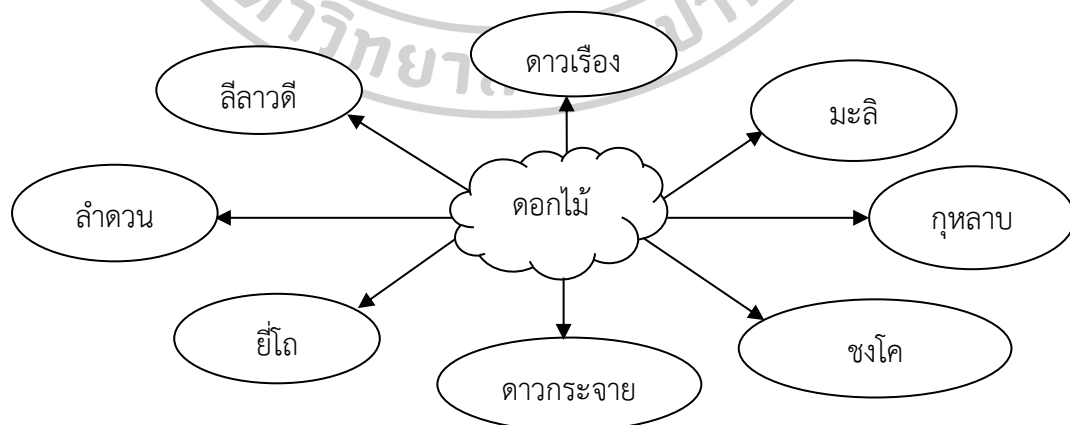 ดาวเรือง
ลีลาวดี
มะลิ
ดอกไม้
ลำดวน
กุหลาบ
ยี่โถ
ชงโค
ดาวกระจาย